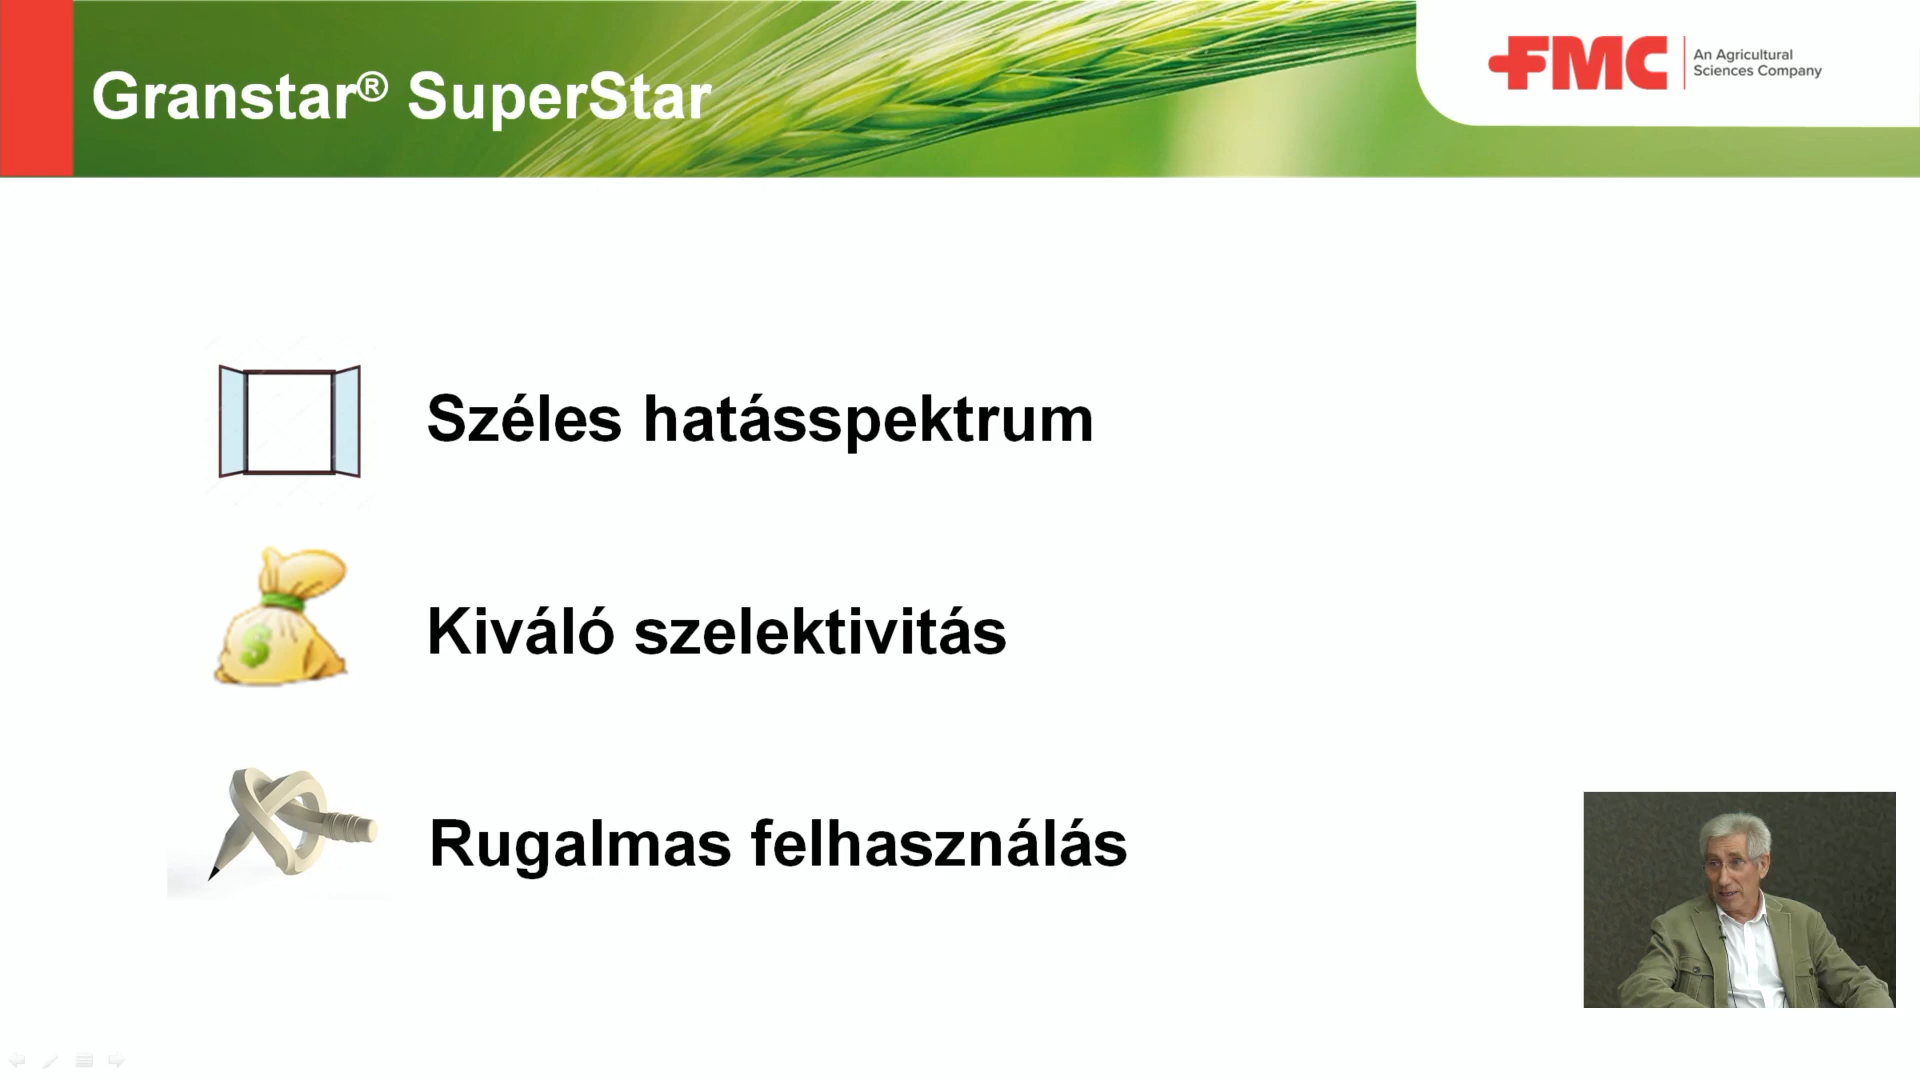 Granstar® SuperStar
FMC
An Agricultural
Sciences Company
Széles hatásspektrum
$
Kiváló szelektivitás
Rugalmas felhasználás